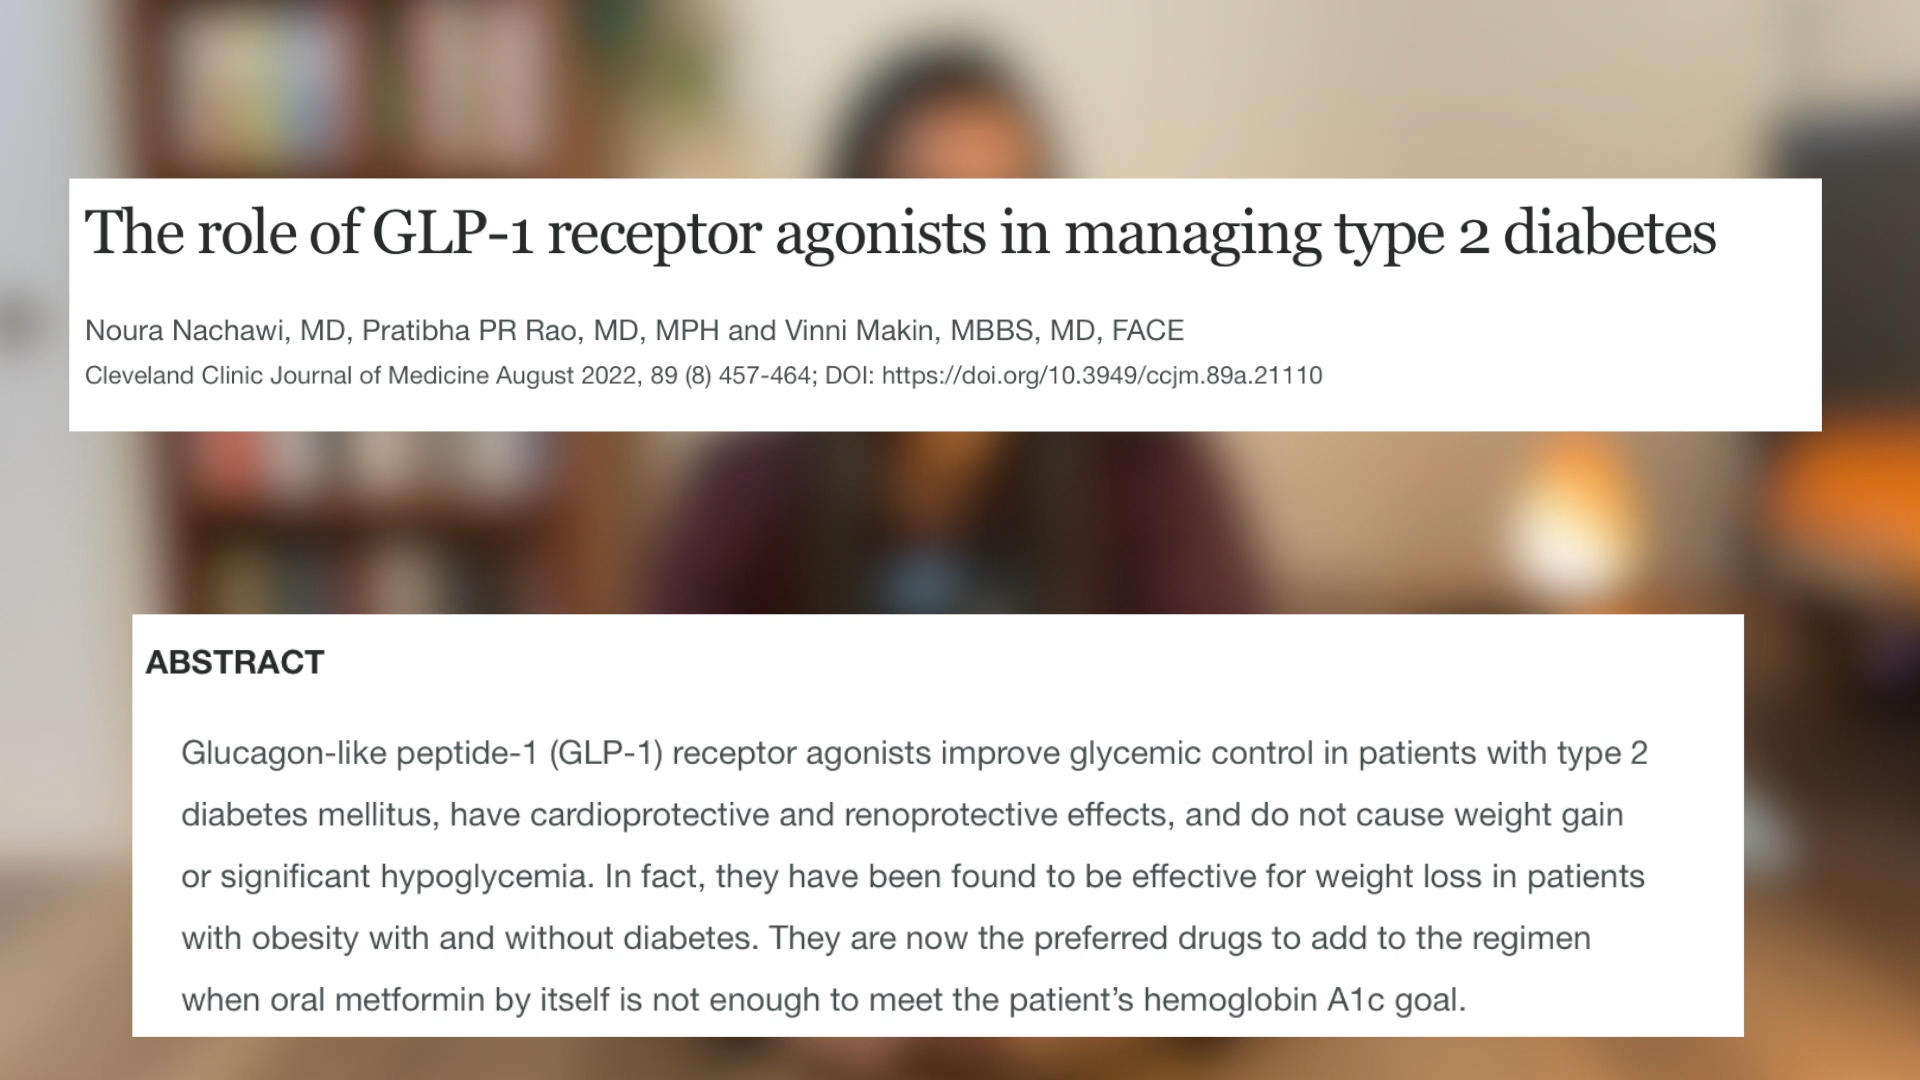 The role of GLP-1 receptor agonists in managing type 2 diabetes
Noura Nachawi, MD, Pratibha PR Rao, MD, MPH and Vinni Makin, MBBS, MD, FACE
Cleveland Clinic Journal of Medicine August 2022, 89 (8) 457-464; DOI: https://doi.org/10.3949/ccjm.89a.21110
ABSTRACT
Glucagon-like peptide-1 (GLP-1) receptor agonists improve glycemic control in patients with type 2
diabetes mellitus, have cardioprotective and renoprotective effects, and do not cause weight gain
or significant hypoglycemia. In fact, they have been found to be effective for weight loss in patients
with obesity with and without diabetes. They are now the preferred drugs to add to the regimen
when oral metformin by itself is not enough to meet the patient’s hemoglobin A1c goal.